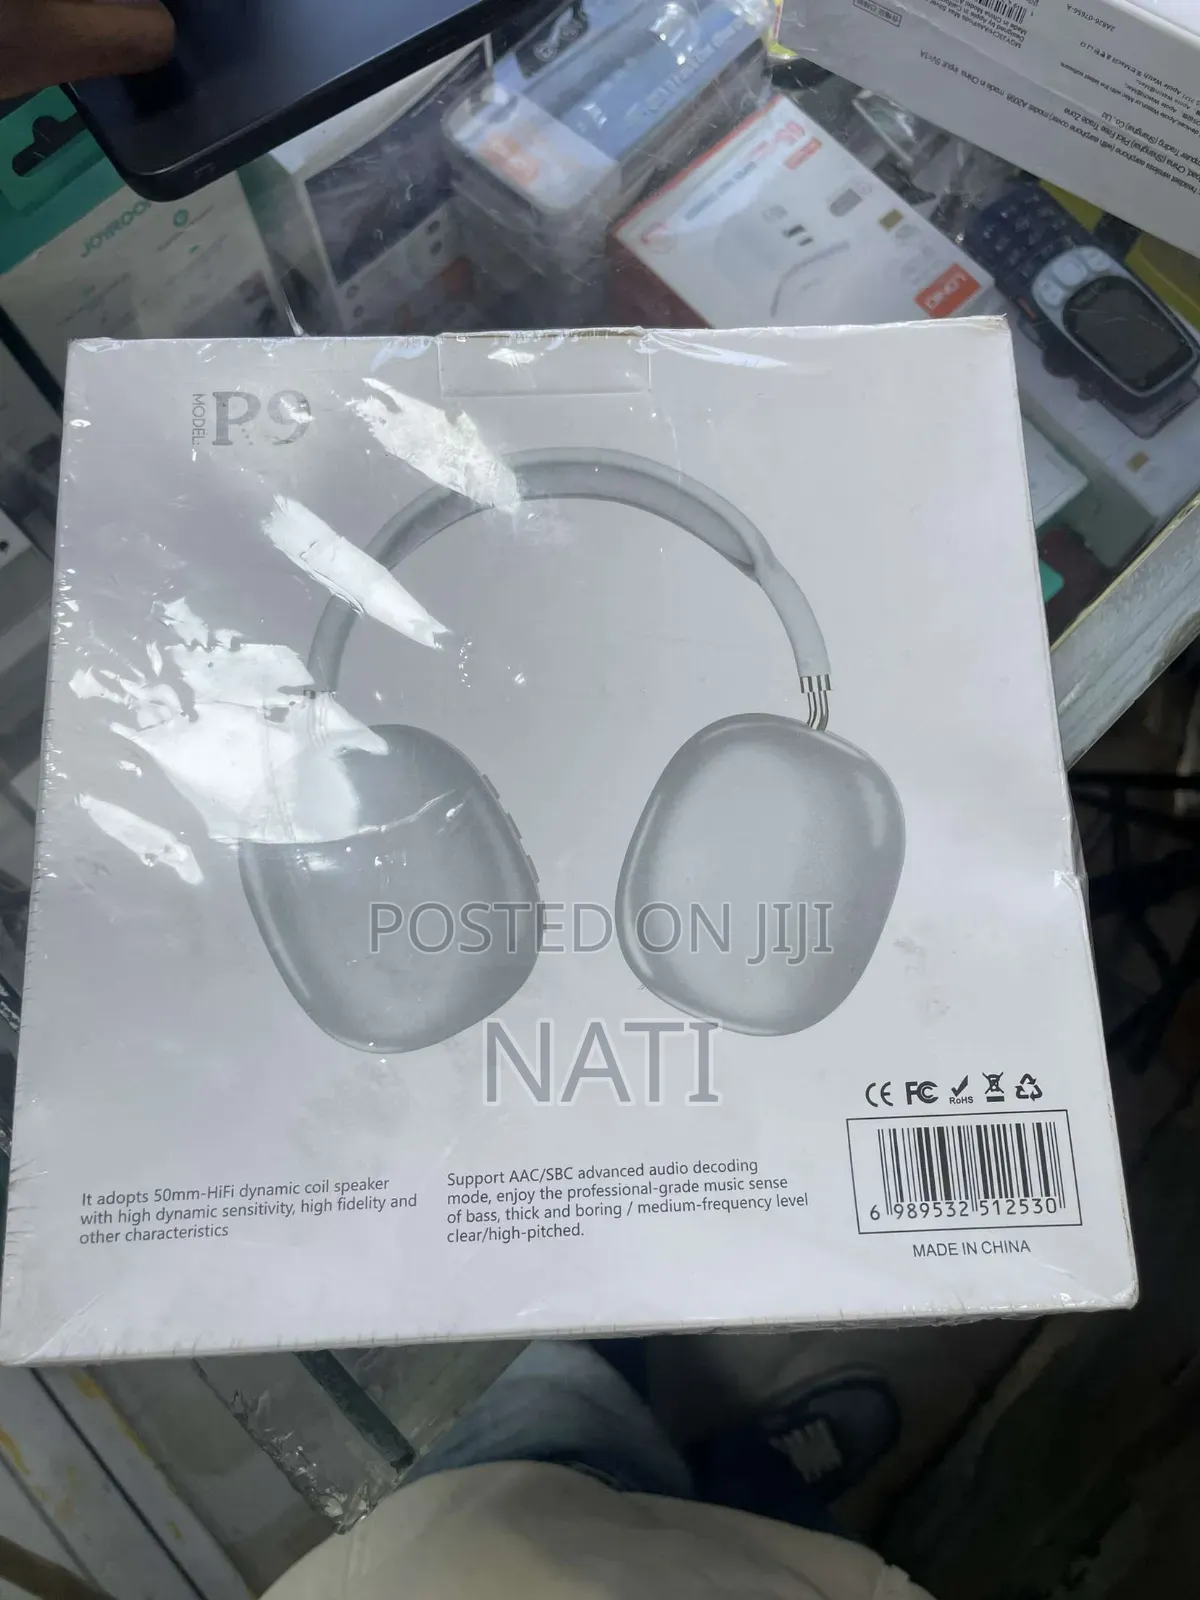 JOYROOM
LDNIO
MODEL:
P9
POSTED ON JIJI
NATI
CE FC RoHS
It adopts 50mm-HiFi dynamic coil speaker
with high dynamic sensitivity, high fidelity and
other characteristics
Support AAC/SBC advanced audio decoding
mode, enjoy the professional-grade music sense
of bass, thick and boring / medium-frequency level
clear/high-pitched.
6 989532 512530
MADE IN CHINA